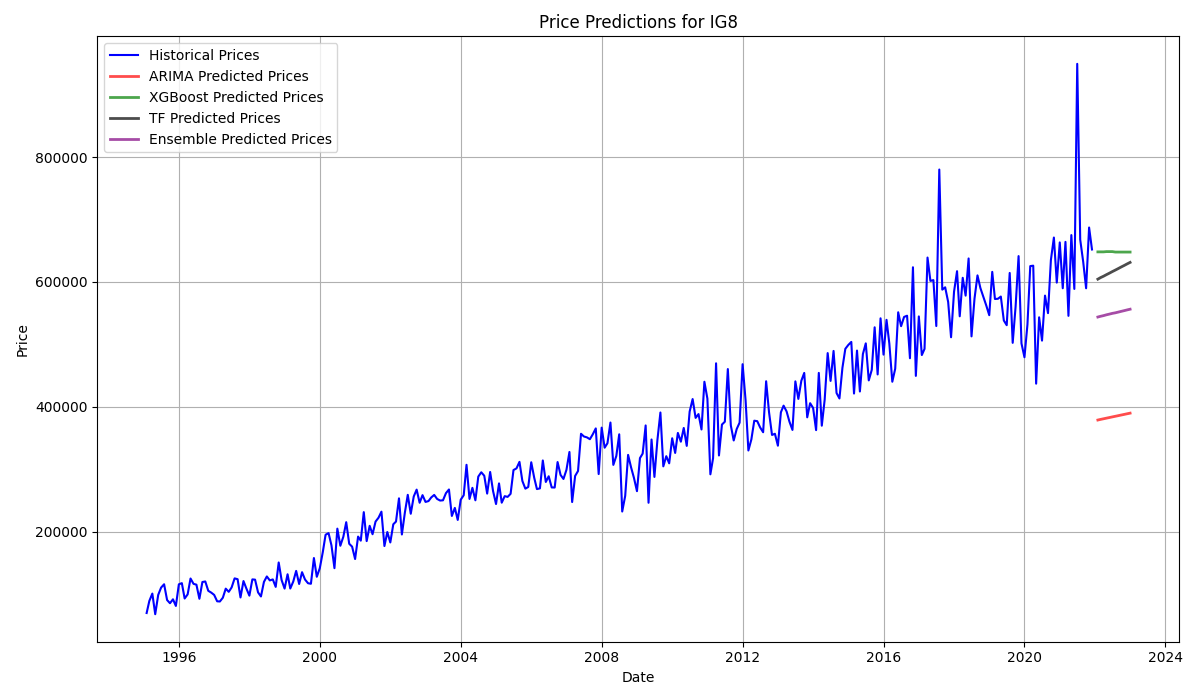 Price Predictions for IG8
Historical Prices
ARIMA Predicted Prices
XGBoost Predicted Prices
TF Predicted Prices
Ensemble Predicted Prices
800000
600000
400000
200000
Price
1996 2000 2004 2008 2012 2016 2020 2024
Date